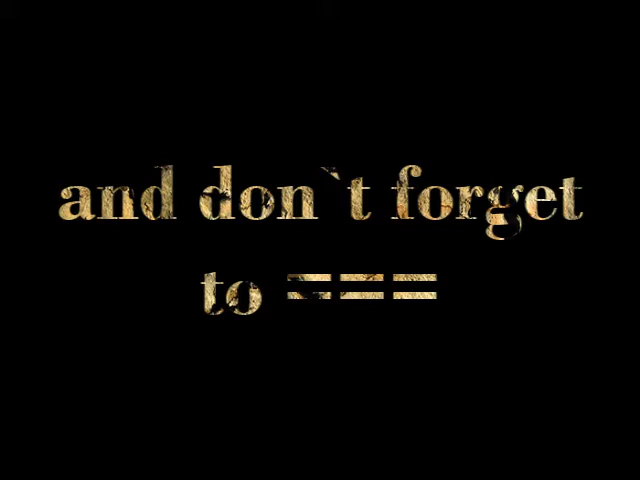 and don`t forget
to ===